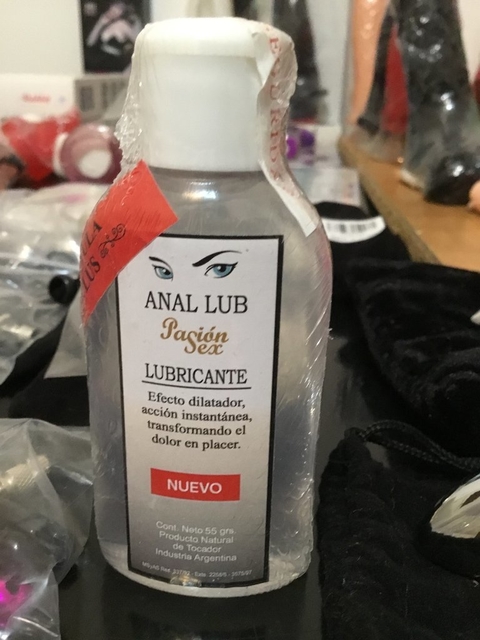 ANAL LUB
Pasión
Sex
LUBRICANTE
Efecto dilatador,
acción instantánea,
transformando el
dolor en placer.
NUEVO
Cont. Neto 55 grs.
Producto Natural
de Tocador
Industria Argentina